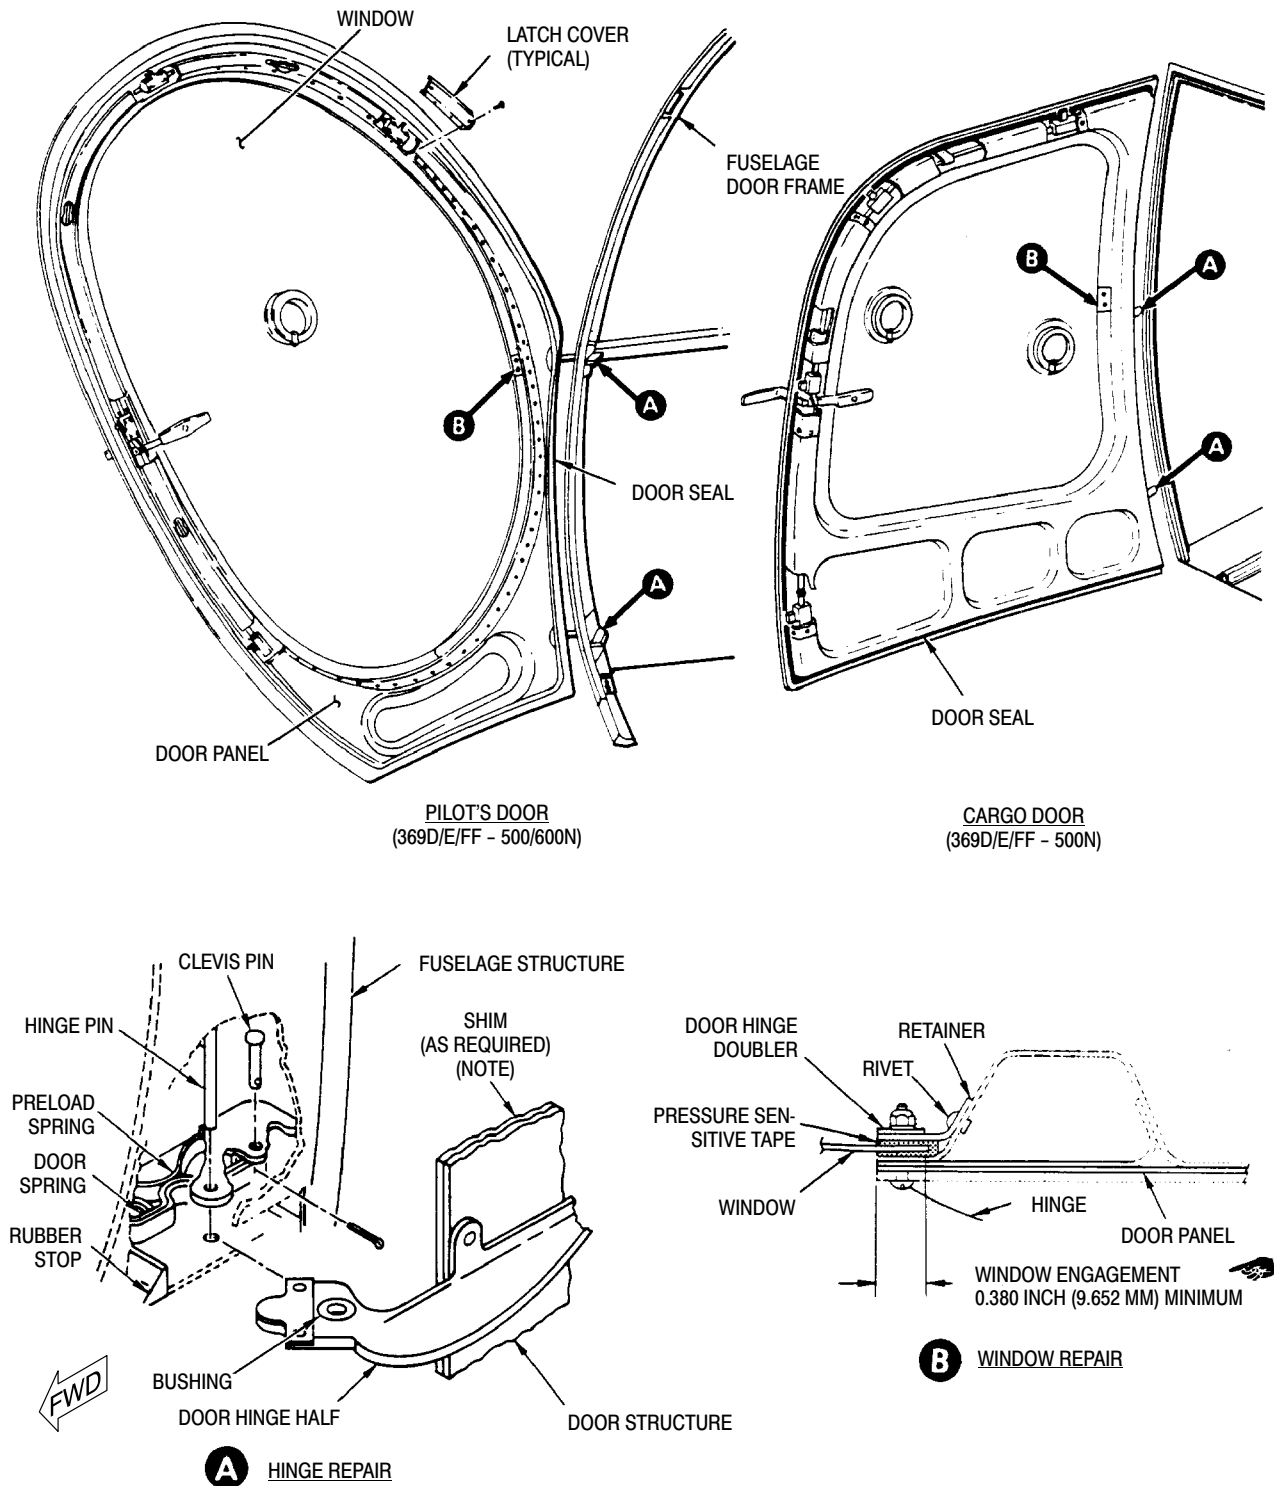 WINDOW
LATCH COVER
(TYPICAL)
FUSELAGE
DOOR FRAME
B
A
B
A
DOOR SEAL
A
A
DOOR PANEL
DOOR SEAL
PILOT'S DOOR
(369D/E/FF – 500/600N)
CARGO DOOR
(369D/E/FF – 500N)
CLEVIS PIN
FUSELAGE STRUCTURE
HINGE PIN
SHIM
(AS REQUIRED)
(NOTE)
PRELOAD
SPRING
DOOR
SPRING
RUBBER
STOP
BUSHING
DOOR HINGE HALF
DOOR STRUCTURE
FWD
A HINGE REPAIR
DOOR HINGE
DOUBLER
RETAINER
RIVET
PRESSURE SEN-
SITIVE TAPE
WINDOW
HINGE
DOOR PANEL
WINDOW ENGAGEMENT
0.380 INCH (9.652 MM) MINIMUM
B WINDOW REPAIR